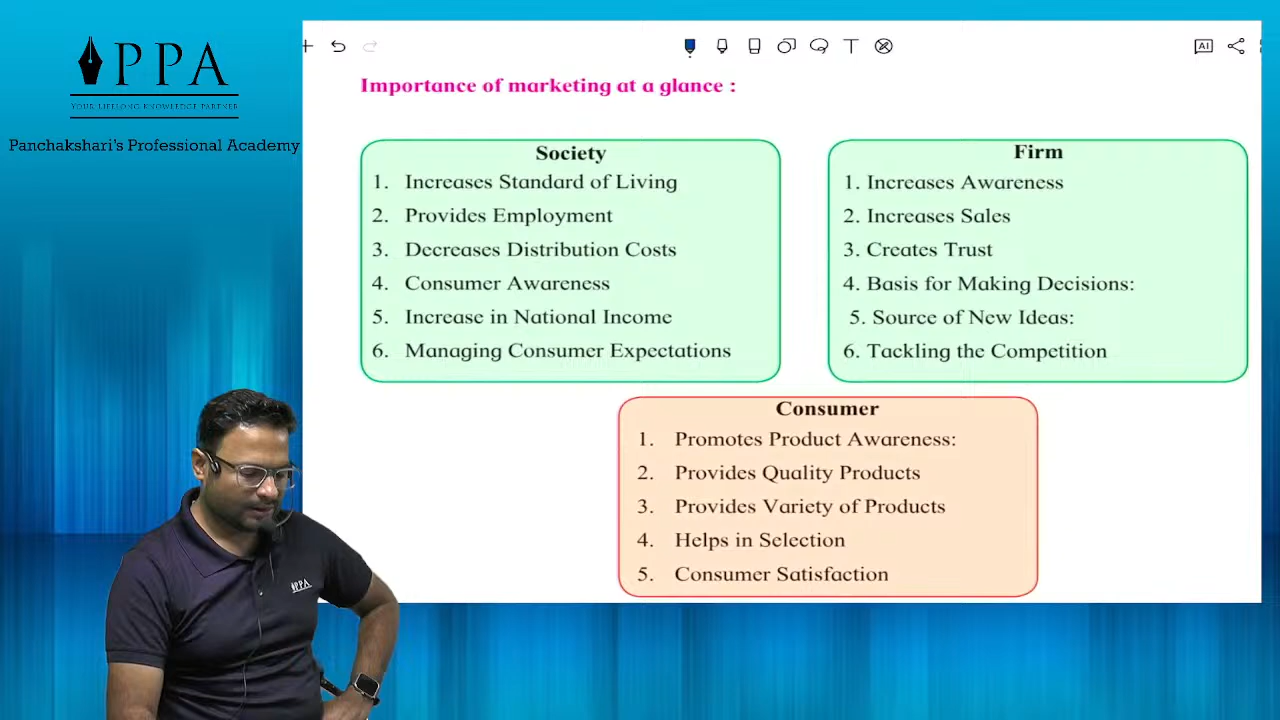 PPA
YOUR LIFELONG KNOWLEDGE PARTNER
Panchakshari's Professional Academy
T
AI
Importance of marketing at a glance :
Society
1. Increases Standard of Living
2. Provides Employment
3. Decreases Distribution Costs
4. Consumer Awareness
5. Increase in National Income
6. Managing Consumer Expectations
Firm
1. Increases Awareness
2. Increases Sales
3. Creates Trust
4. Basis for Making Decisions:
5. Source of New Ideas:
6. Tackling the Competition
Consumer
1. Promotes Product Awareness:
2. Provides Quality Products
3. Provides Variety of Products
4. Helps in Selection
5. Consumer Satisfaction
PPA